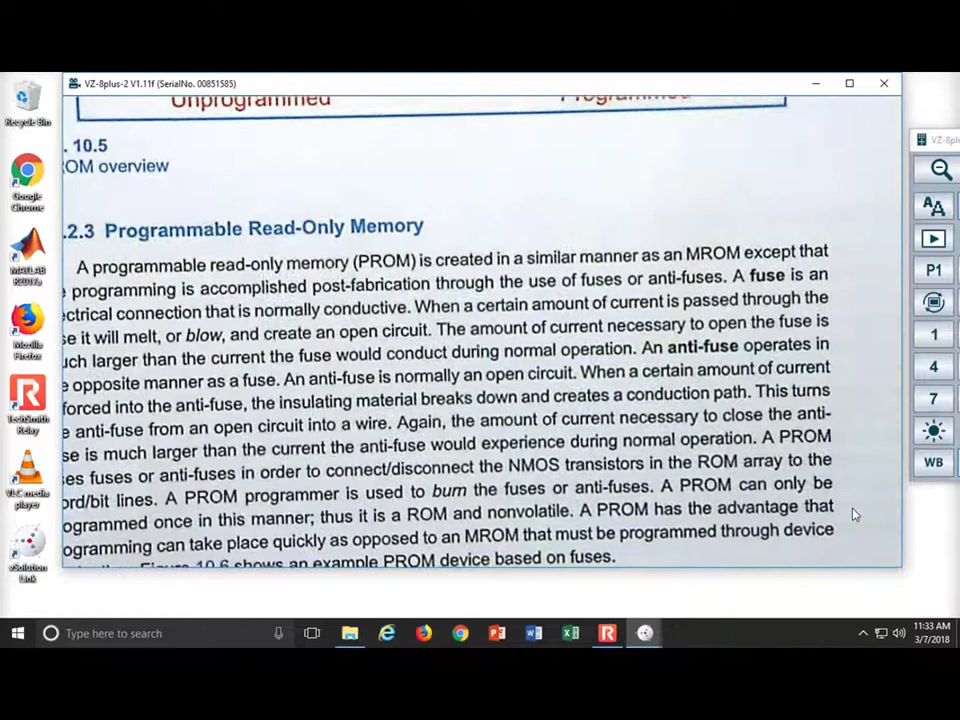 VZ-8plus-2 V1.11f (SerialNo. 00851585)
Unprogrammed Programmed
. 10.5
OM overview
.2.3 Programmable Read-Only Memory
A programmable read-only memory (PROM) is created in a similar manner as an MROM except that
programming is accomplished post-fabrication through the use of fuses or anti-fuses. A fuse is an
ectrical connection that is normally conductive. When a certain amount of current is passed through the
se it will melt, or blow, and create an open circuit. The amount of current necessary to open the fuse is
uch larger than the current the fuse would conduct during normal operation. An anti-fuse operates in
e opposite manner as a fuse. An anti-fuse is normally an open circuit. When a certain amount of current
forced into the anti-fuse, the insulating material breaks down and creates a conduction path. This turns
e anti-fuse from an open circuit into a wire. Again, the amount of current necessary to close the anti-
se is much larger than the current the anti-fuse would experience during normal operation. A PROM
es fuses or anti-fuses in order to connect/disconnect the NMOS transistors in the ROM array to the
ord/bit lines. A PROM programmer is used to burn the fuses or anti-fuses. A PROM can only be
ogrammed once in this manner; thus it is a ROM and nonvolatile. A PROM has the advantage that
ogramming can take place quickly as opposed to an MROM that must be programmed through device
Figure 10.6 shows an example PROM device based on fuses.
Recycle Bin
Google
Chrome
MATLAB
R2017a
Mozilla
Firefox
TechSmith
Relay
VLC media
player
vSolution
Link
VZ-8pl
AA
P1
1
4
7
WB
Type here to search
11:33 AM
3/7/2018